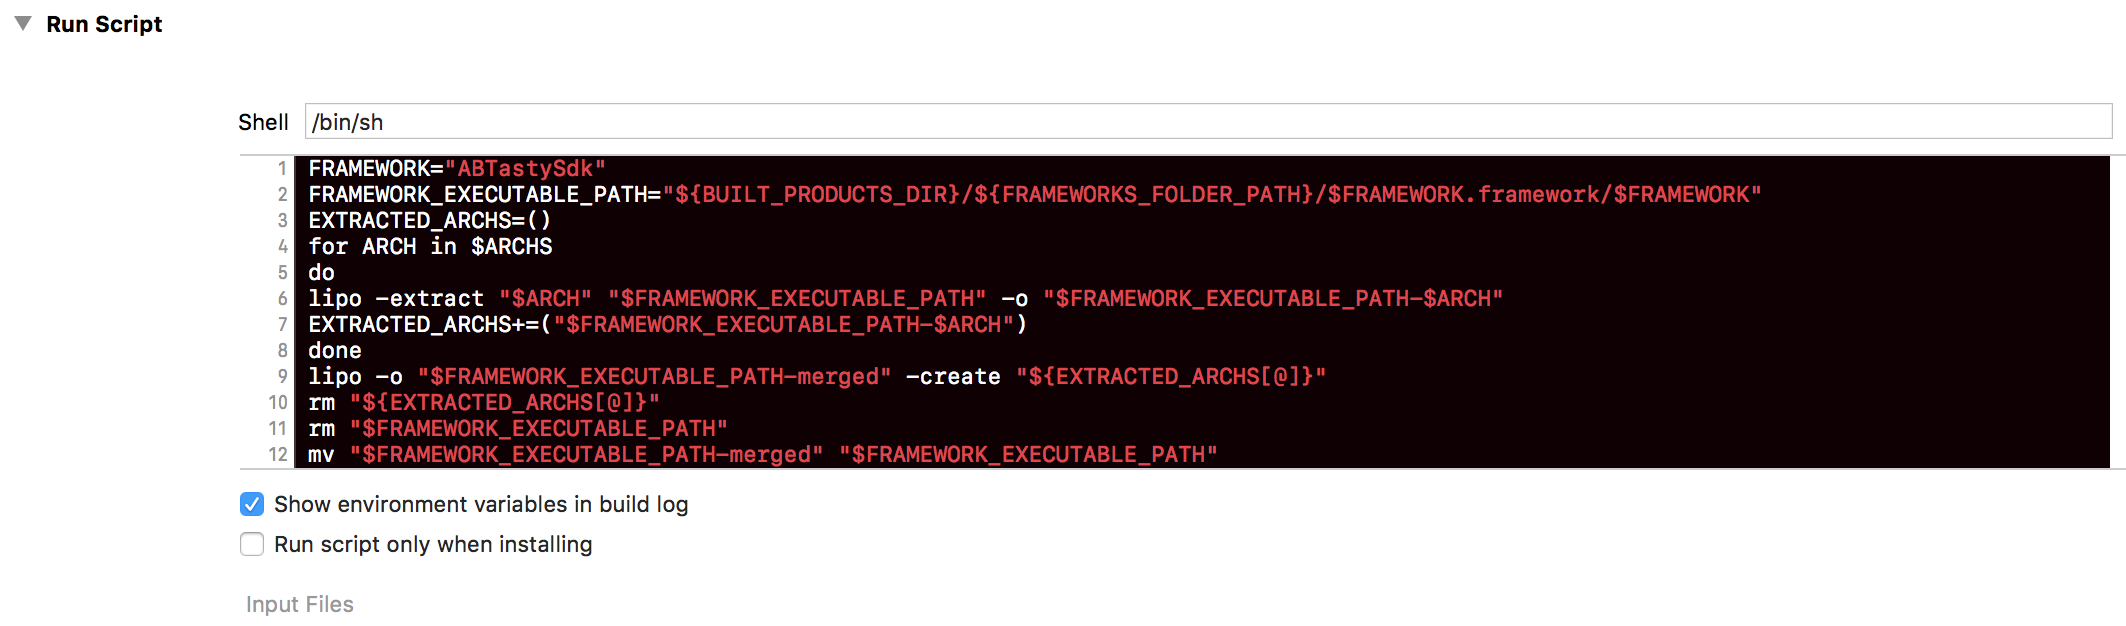 Run Script
Shell /bin/sh
1 FRAMEWORK="ABTastySdk"
2 FRAMEWORK_EXECUTABLE_PATH="${BUILT_PRODUCTS_DIR}/${FRAMEWORKS_FOLDER_PATH}/$FRAMEWORK.framework/$FRAMEWORK"
3 EXTRACTED_ARCHS=()
4 for ARCH in $ARCHS
5 do
6 lipo -extract "$ARCH" "$FRAMEWORK_EXECUTABLE_PATH" -o "$FRAMEWORK_EXECUTABLE_PATH-$ARCH"
7 EXTRACTED_ARCHS+=("$FRAMEWORK_EXECUTABLE_PATH-$ARCH")
8 done
9 lipo -o "$FRAMEWORK_EXECUTABLE_PATH-merged" -create "${EXTRACTED_ARCHS[@]}"
10 rm "${EXTRACTED_ARCHS[@]}"
11 rm "$FRAMEWORK_EXECUTABLE_PATH"
12 mv "$FRAMEWORK_EXECUTABLE_PATH-merged" "$FRAMEWORK_EXECUTABLE_PATH"
Show environment variables in build log
Run script only when installing
Input Files